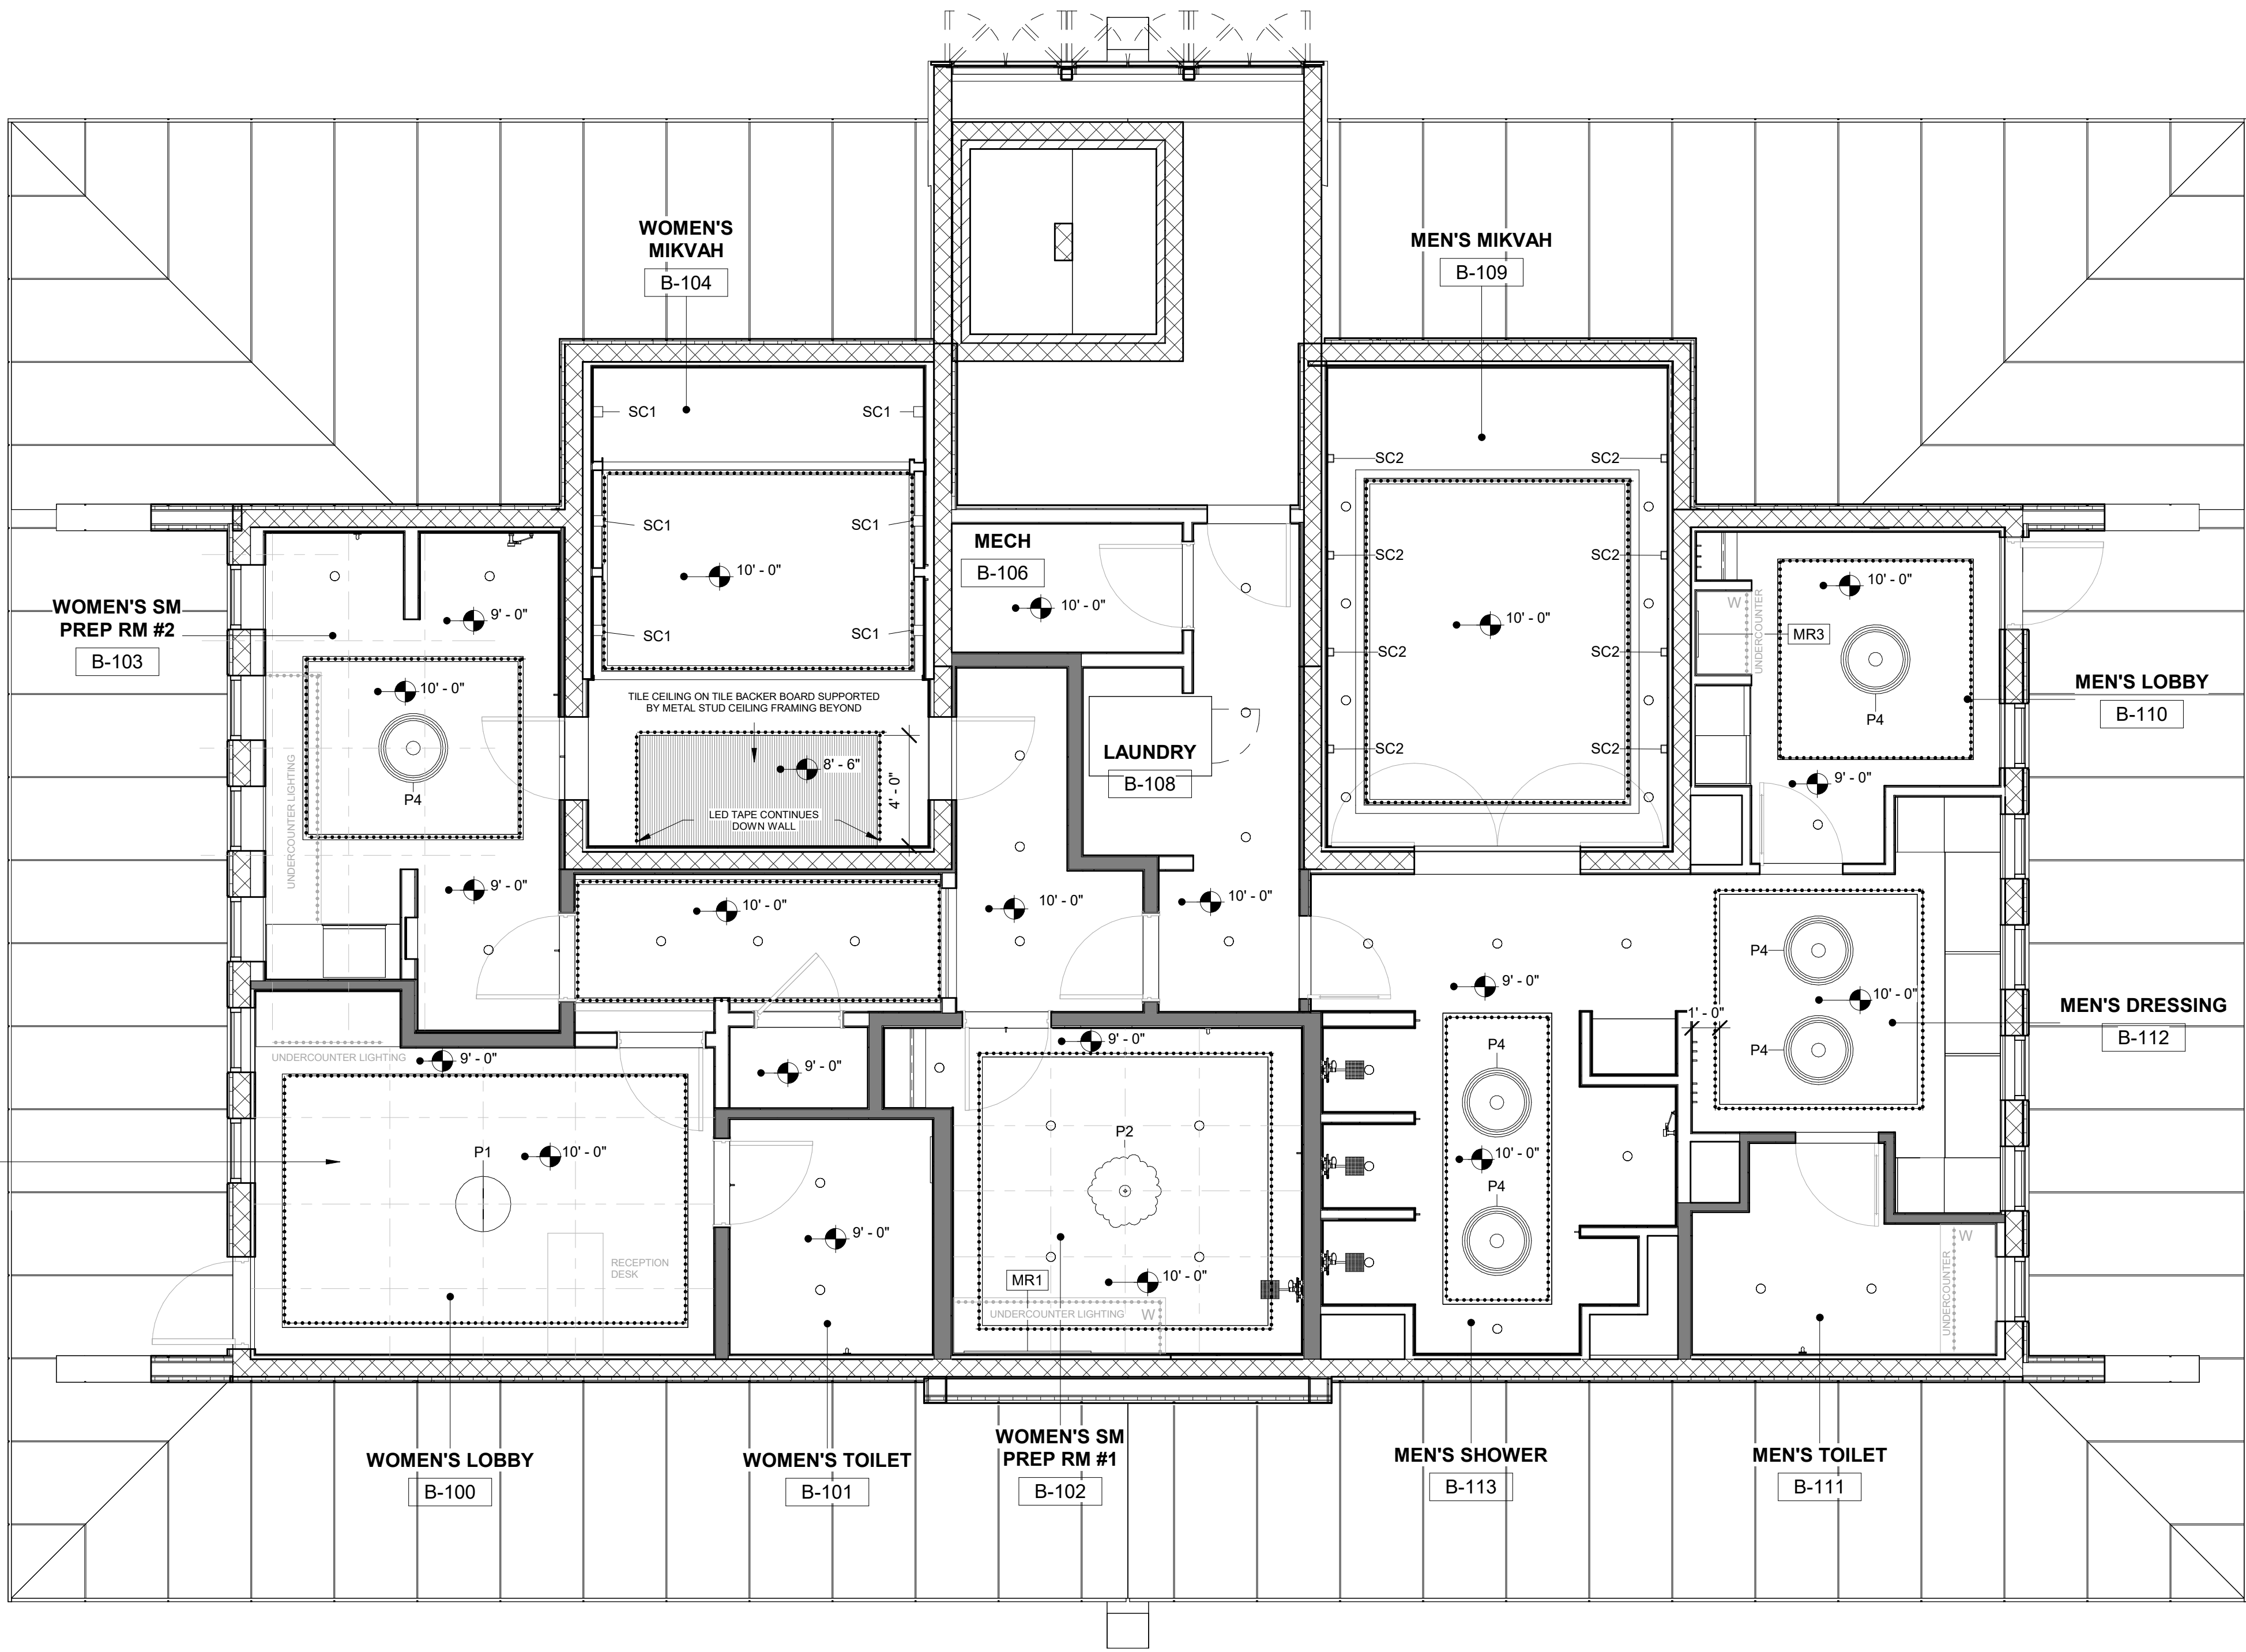 WOMEN'S
MIKVAH
B-104
MEN'S MIKVAH
B-109
SC1
SC1
SC2
SC2
SC1
SC1
MECH
B-106
SC2
SC2
10' - 0"
10' - 0"
10' - 0"
10' - 0"
WOMEN'S SM
PREP RM #2
B-103
9' - 0"
SC1
SC1
10' - 0"
W
UNDERCOUNTER
MR3
SC2
SC2
10' - 0"
P4
P4
MEN'S LOBBY
B-110
TILE CEILING ON TILE BACKER BOARD SUPPORTED
BY METAL STUD CEILING FRAMING BEYOND
8' - 6"
4' - 0"
LED TAPE CONTINUES
DOWN WALL
LAUNDRY
B-108
SC2
SC2
9' - 0"
UNDERCOUNTER LIGHTING
9' - 0"
10' - 0"
10' - 0"
10' - 0"
9' - 0"
P4
10' - 0"
1' - 0"
P4
MEN'S DRESSING
B-112
UNDERCOUNTER LIGHTING
9' - 0"
9' - 0"
9' - 0"
P4
10' - 0"
P4
P1
10' - 0"
P2
9' - 0"
RECEPTION
DESK
MR1
10' - 0"
UNDERCOUNTER LIGHTING
W
W
UNDERCOUNTER
WOMEN'S LOBBY
B-100
WOMEN'S TOILET
B-101
WOMEN'S SM
PREP RM #1
B-102
MEN'S SHOWER
B-113
MEN'S TOILET
B-111